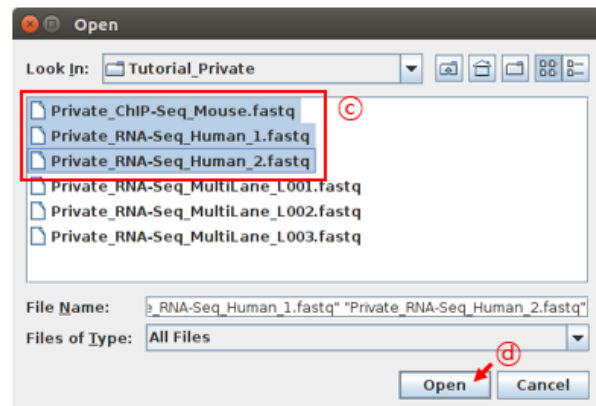 Open
Look In: Tutorial_Private
Private_ChIP-Seq_Mouse.fastq
Private_RNA-Seq_Human_1.fastq
Private_RNA-Seq_Human_2.fastq
Private_RNA-Seq_MultiLane_L001.fastq
Private_RNA-Seq_MultiLane_L002.fastq
Private_RNA-Seq_MultiLane_L003.fastq
ⓒ
File Name: e_RNA-Seq_Human_1.fastq" "Private_RNA-Seq_Human_2.fastq"
Files of Type: All Files
ⓓ
Open Cancel